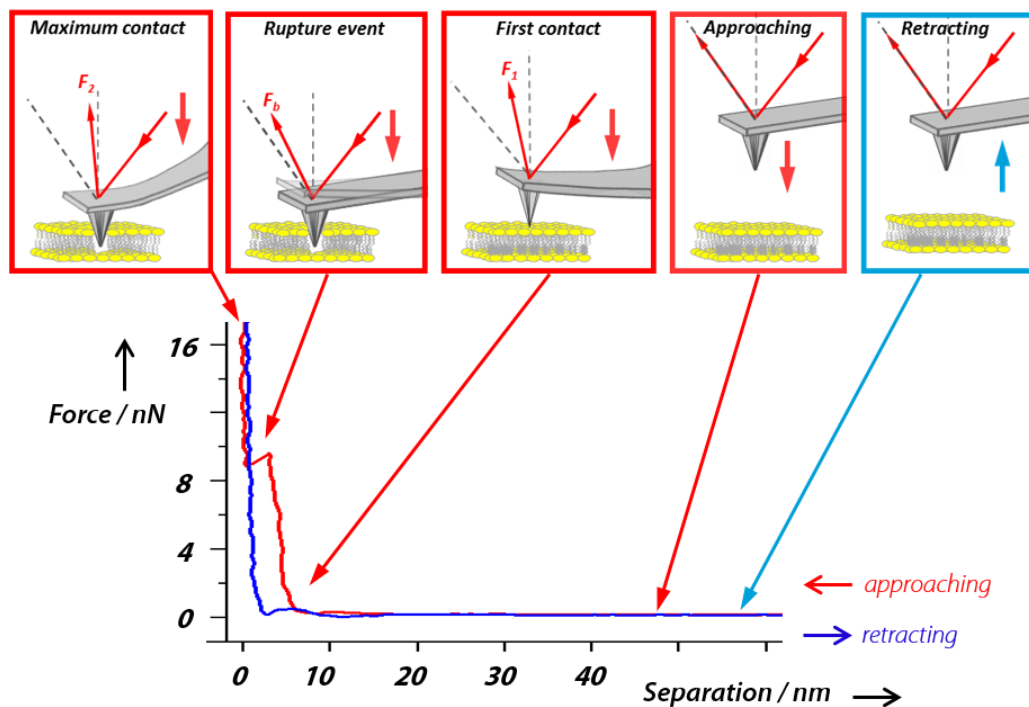 Maximum contact
Rupture event
First contact
Approaching
Retracting
F2
Fb
F1
16
Force / nN
8
4
0
approaching
retracting
0
10
20
30
40
Separation / nm